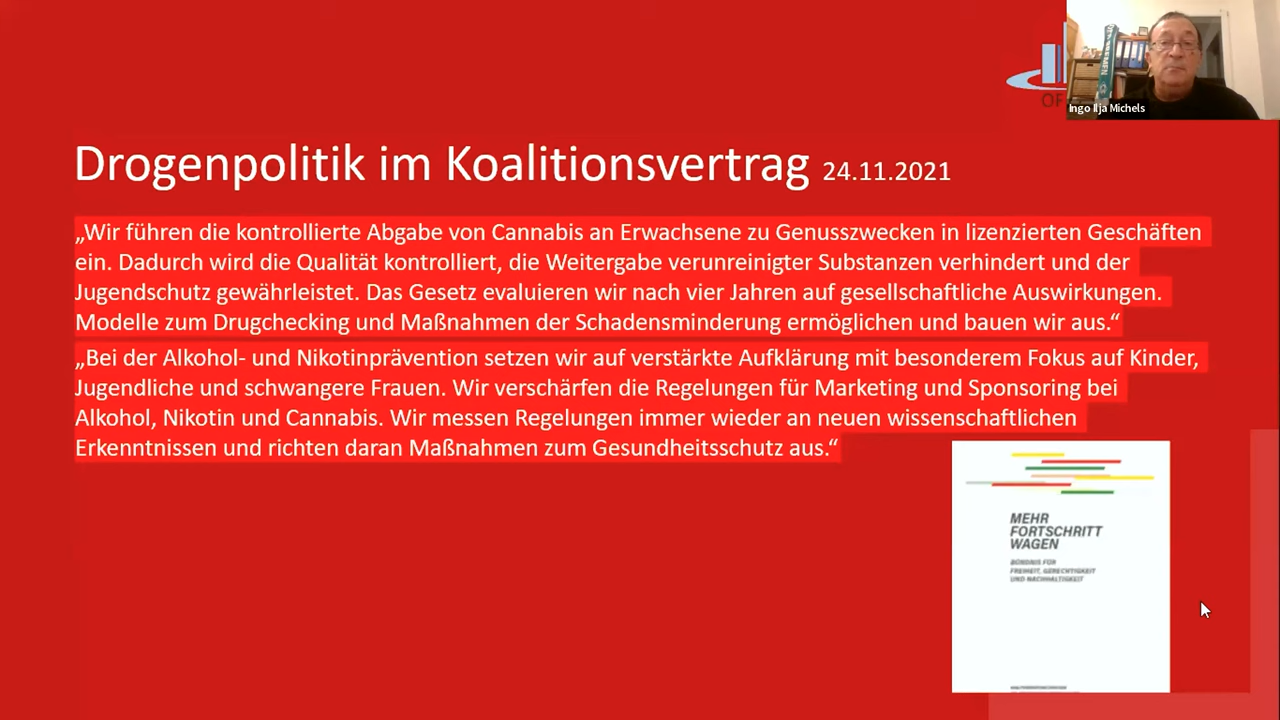 OF
Ingo Ilja Michels
Drogenpolitik im Koalitionsvertrag 24.11.2021
„Wir führen die kontrollierte Abgabe von Cannabis an Erwachsene zu Genusszwecken in lizenzierten Geschäften
ein. Dadurch wird die Qualität kontrolliert, die Weitergabe verunreinigter Substanzen verhindert und der
Jugendschutz gewährleistet. Das Gesetz evaluieren wir nach vier Jahren auf gesellschaftliche Auswirkungen.
Modelle zum Drugchecking und Maßnahmen der Schadensminderung ermöglichen und bauen wir aus.“
„Bei der Alkohol- und Nikotinprävention setzen wir auf verstärkte Aufklärung mit besonderem Fokus auf Kinder,
Jugendliche und schwangere Frauen. Wir verschärfen die Regelungen für Marketing und Sponsoring bei
Alkohol, Nikotin und Cannabis. Wir messen Regelungen immer wieder an neuen wissenschaftlichen
Erkenntnissen und richten daran Maßnahmen zum Gesundheitsschutz aus.“
MEHR
FORTSCHRITT
WAGEN
BÜNDNIS FÜR
FREIHEIT, GERECHTIGKEIT
UND NACHHALTIGKEIT